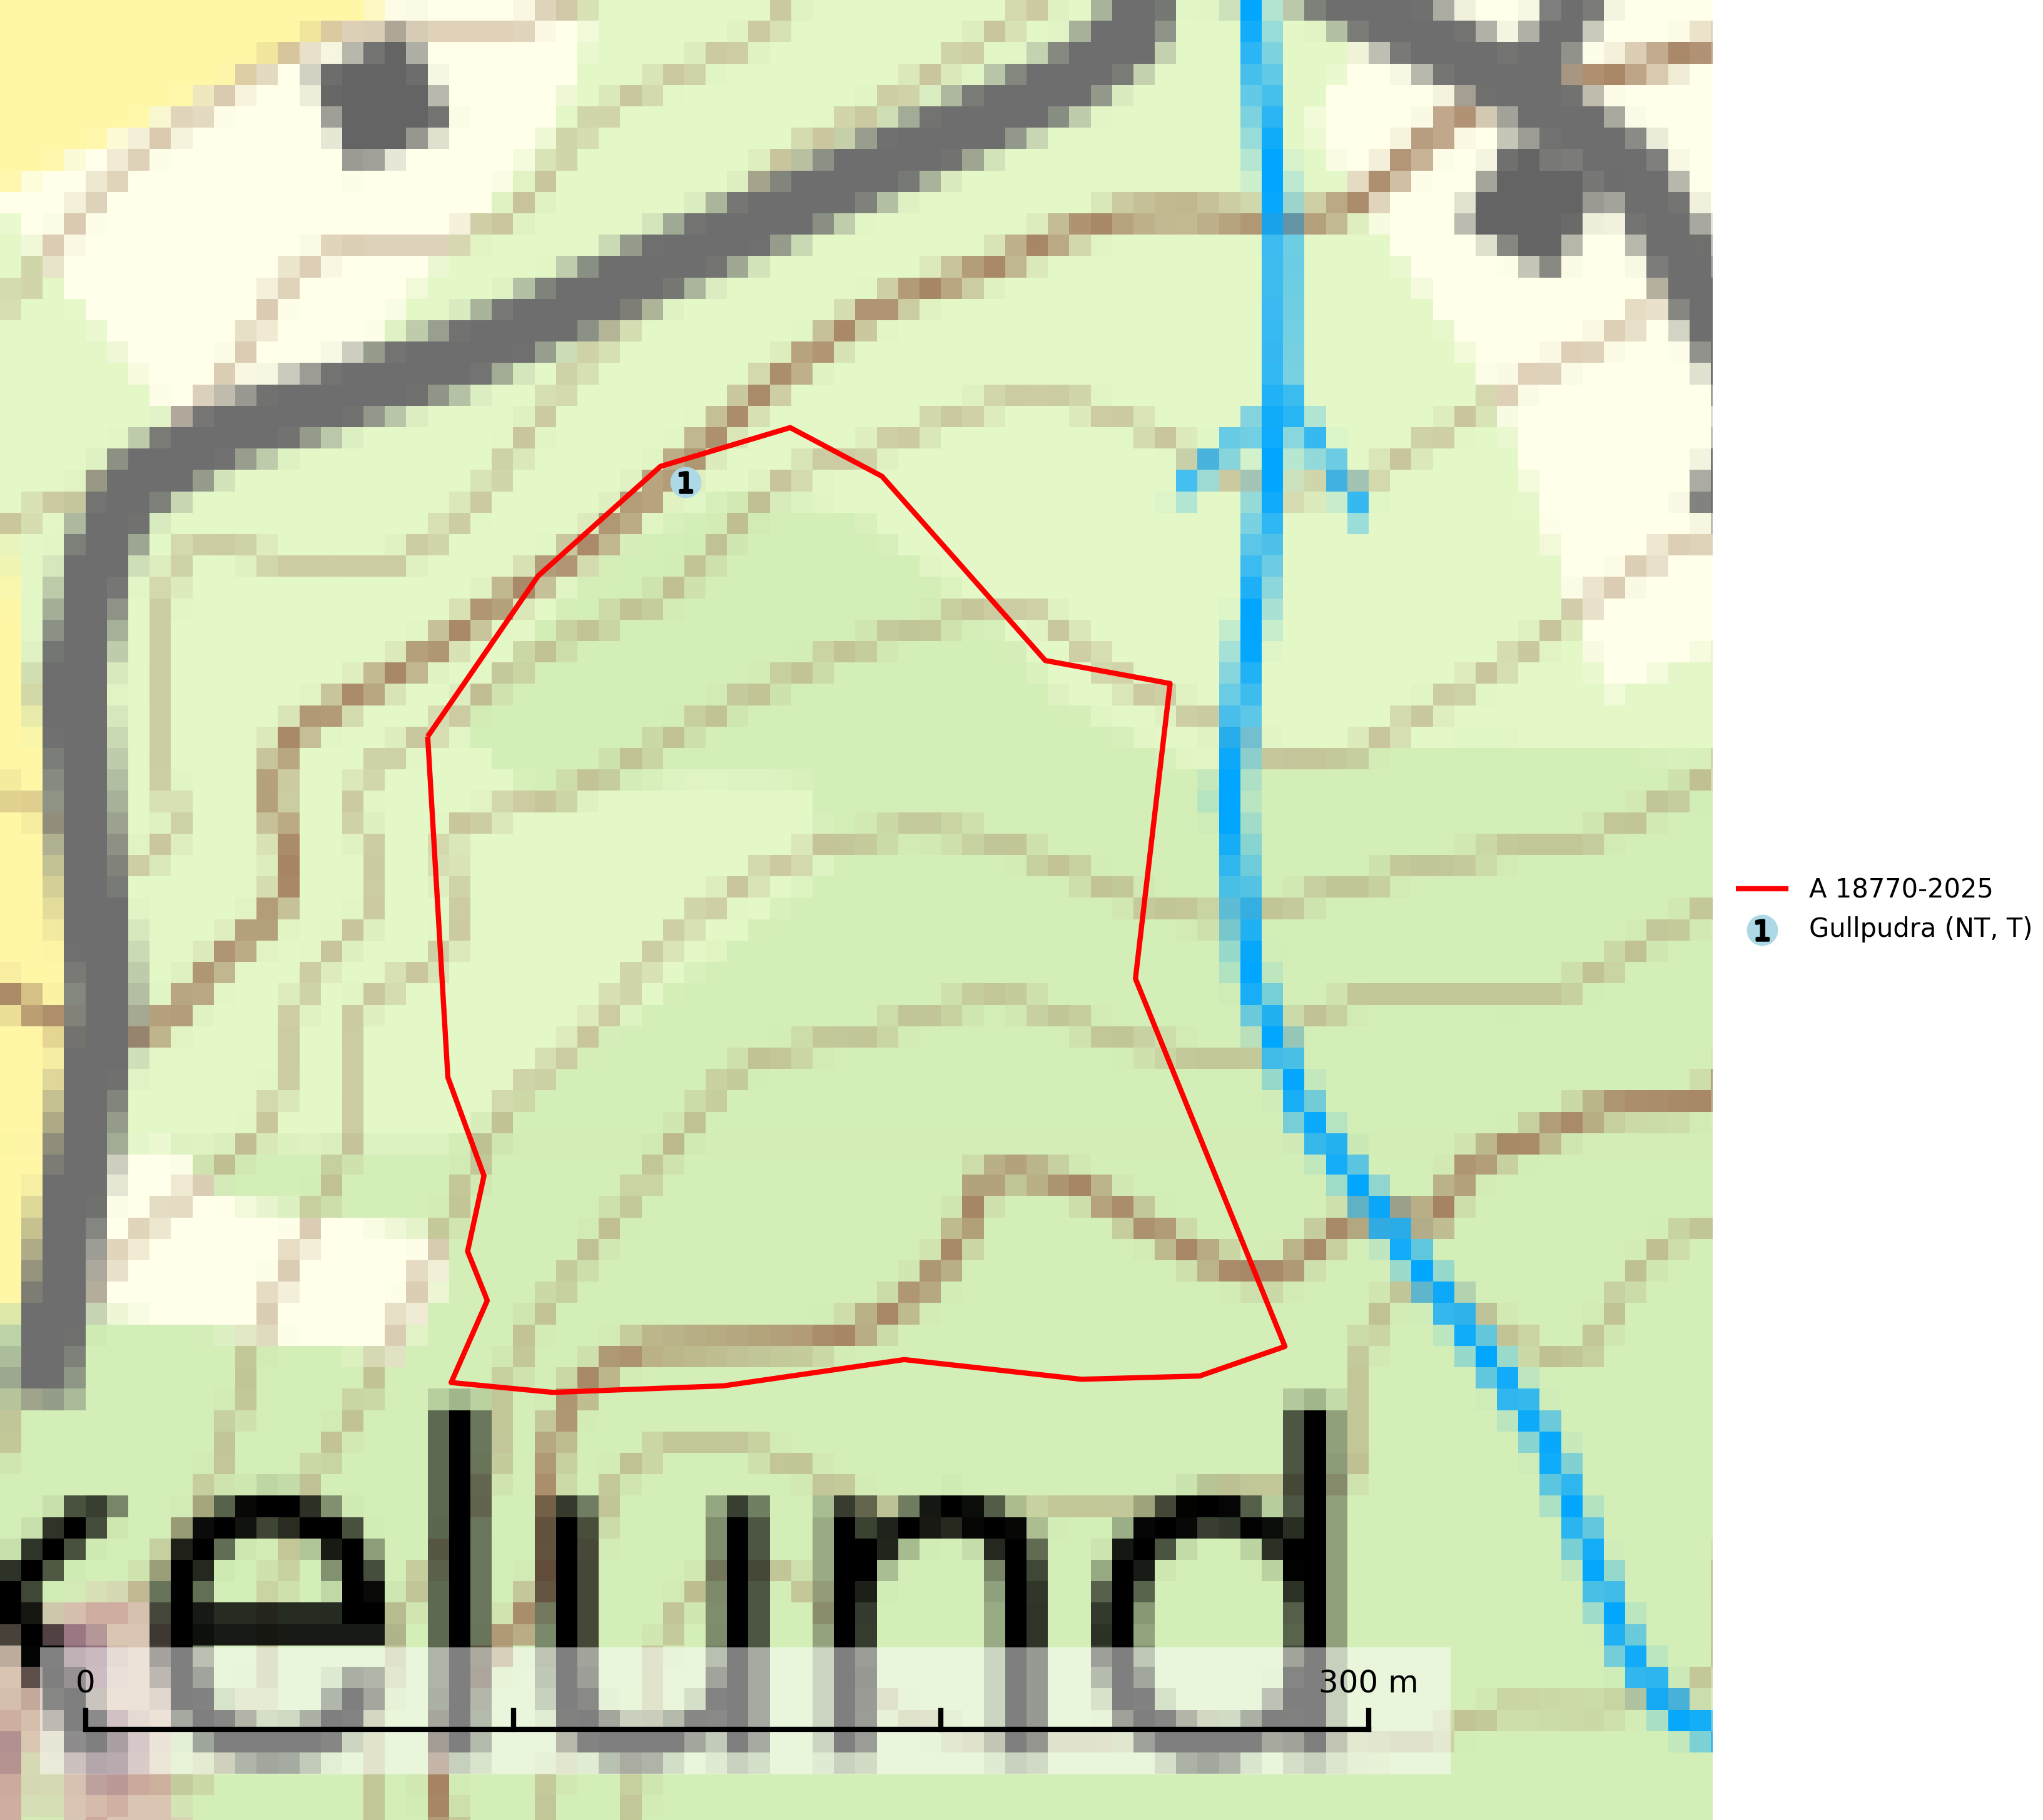 A 18770-2025
1 Gullpudra (NT, T)
1
elund
0
300 m